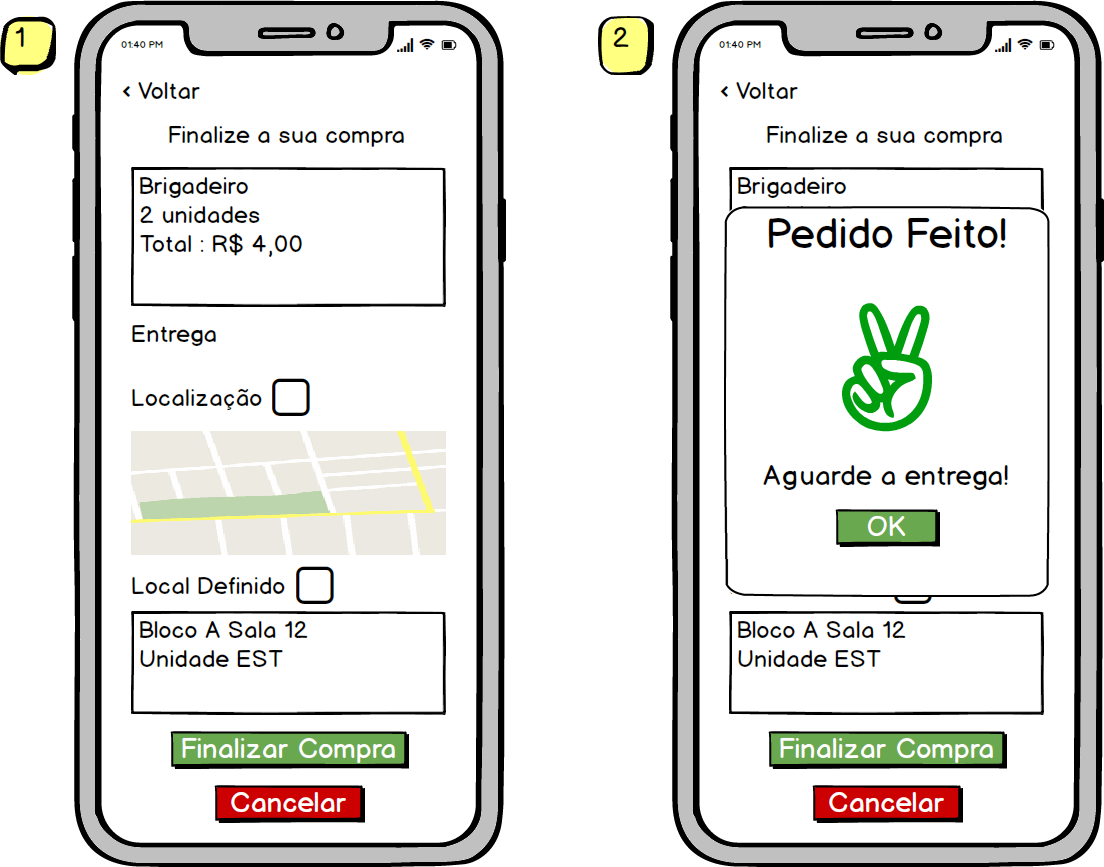 1
01:40 PM
< Voltar
Finalize a sua compra
Brigadeiro
2 unidades
Total : R$ 4,00
Entrega
Localização
Local Definido
Bloco A Sala 12
Unidade EST
Finalizar Compra
Cancelar
2
01:40 PM
< Voltar
Finalize a sua compra
Brigadeiro
Pedido Feito!
Aguarde a entrega!
OK
Bloco A Sala 12
Unidade EST
Finalizar Compra
Cancelar